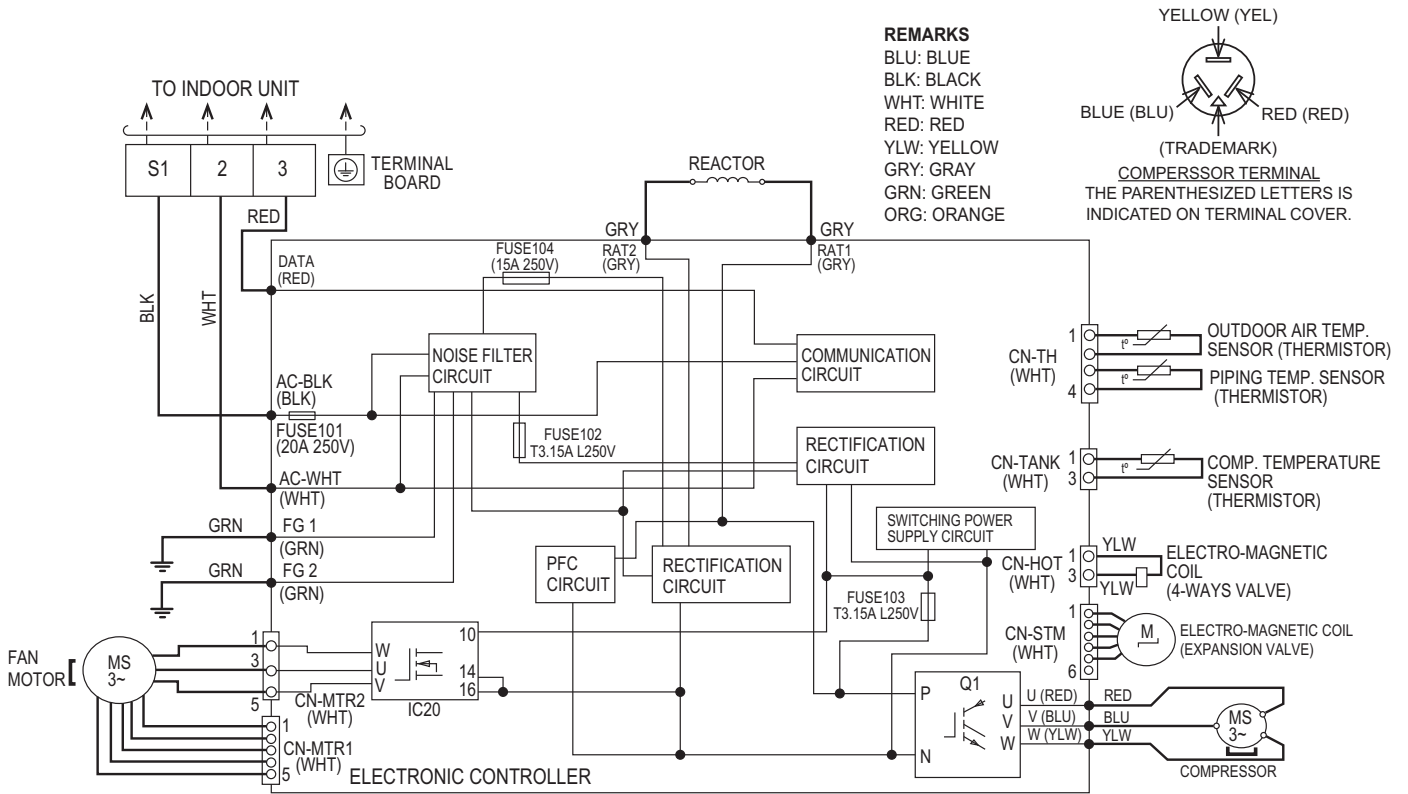 YELLOW (YEL)
BLUE (BLU)
RED (RED)
(TRADEMARK)
COMPERSSOR TERMINAL
THE PARENTHESIZED LETTERS IS
INDICATED ON TERMINAL COVER.
REMARKS
BLU: BLUE
BLK: BLACK
WHT: WHITE
RED: RED
YLW: YELLOW
GRY: GRAY
GRN: GREEN
ORG: ORANGE
TO INDOOR UNIT
S1
2
3
TERMINAL
BOARD
RED
BLK
WHT
REACTOR
GRY
GRY
RAT2
(GRY)
RAT1
(GRY)
DATA
(RED)
FUSE104
(15A 250V)
NOISE FILTER
CIRCUIT
COMMUNICATION
CIRCUIT
AC-BLK
(BLK)
FUSE101
(20A 250V)
FUSE102
T3.15A L250V
RECTIFICATION
CIRCUIT
AC-WHT
(WHT)
GRN
FG 1
(GRN)
GRN
FG 2
(GRN)
SWITCHING POWER
SUPPLY CIRCUIT
PFC
CIRCUIT
RECTIFICATION
CIRCUIT
FUSE103
T3.15A L250V
CN-TH
(WHT)
1
4
tº
OUTDOOR AIR TEMP.
SENSOR (THERMISTOR)
tº
PIPING TEMP. SENSOR
(THERMISTOR)
CN-TANK
(WHT)
1
3
tº
COMP. TEMPERATURE
SENSOR
(THERMISTOR)
CN-HOT
(WHT)
1
3
YLW
YLW
ELECTRO-MAGNETIC
COIL
(4-WAYS VALVE)
CN-STM
(WHT)
1
6
M
ELECTRO-MAGNETIC COIL
(EXPANSION VALVE)
FAN
MOTOR
MS
3~
1
3
5
CN-MTR2
(WHT)
W
U
V
10
14
16
IC20
1
5
CN-MTR1
(WHT)
ELECTRONIC CONTROLLER
P
N
Q1
U
V
W
U (RED)
V (BLU)
W (YLW)
RED
BLU
YLW
MS
3~
COMPRESSOR